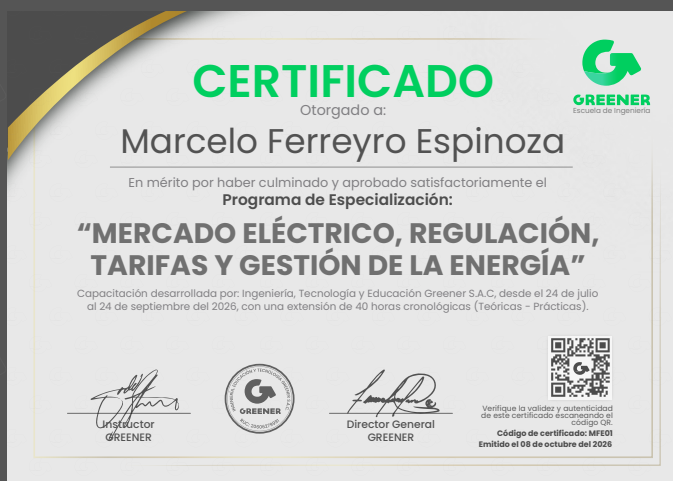 CERTIFICADO
Otorgado a:
GREENER
Escuela de Ingeniería
Marcelo Ferreyro Espinoza
En mérito por haber culminado y aprobado satisfactoriamente el
Programa de Especialización:
“MERCADO ELÉCTRICO, REGULACIÓN,
TARIFAS Y GESTIÓN DE LA ENERGÍA”
Capacitación desarrollada por: Ingeniería, Tecnología y Educación Greener S.A.C, desde el 24 de julio
al 24 de septiembre del 2026, con una extensión de 40 horas cronológicas (Teóricas - Prácticas).
Instructor
GREENER
GREENER
Director General
GREENER
Verifique la validez y autenticidad
de este certificado escaneando el
código QR.
Código de certificado: MFE01
Emitido el 08 de octubre del 2026